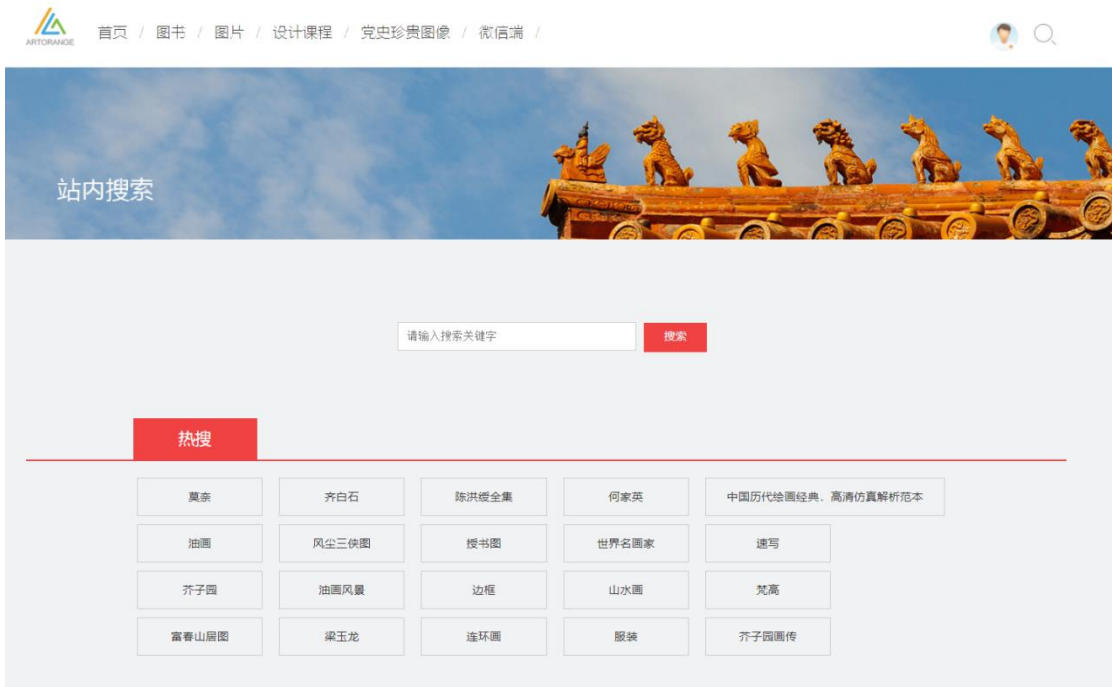 ARTORANGE
首页 / 图书 / 图片 / 设计课程 / 党史珍贵图像 / 微信端 /
站内搜索
请输入搜索关键字 搜索
热搜
莫奈 齐白石 陈洪绶全集 何家英 中国历代绘画经典、高清仿真解析范本
油画 风尘三侠图 授书图 世界名画家 速写
芥子园 油画风景 边框 山水画 梵高
富春山居图 梁玉龙 连环画 服装 芥子园画传